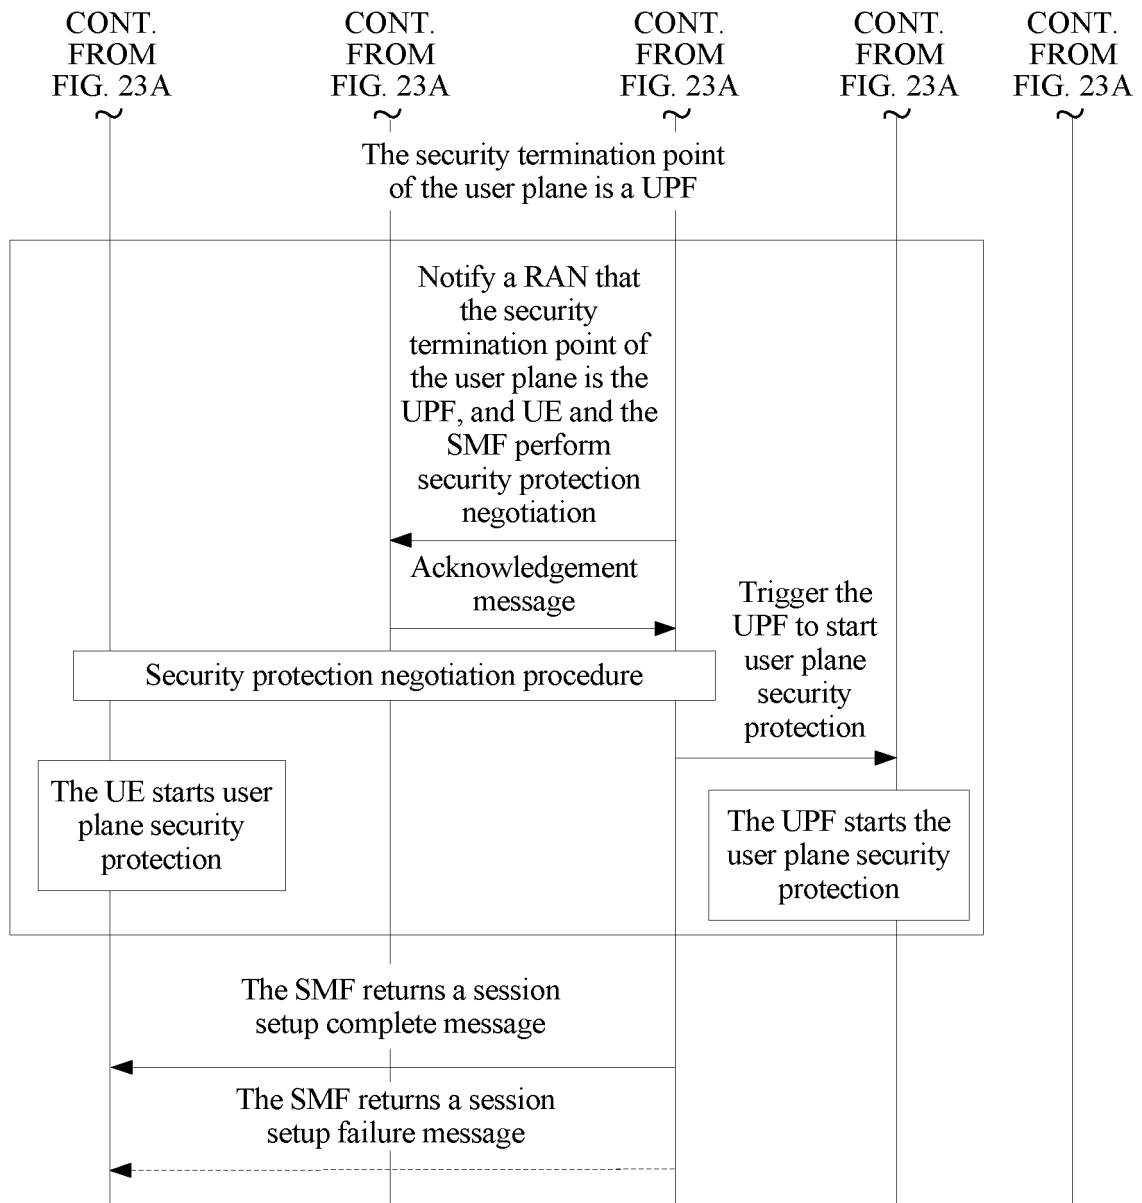 CONT.
FROM
FIG. 23A
CONT.
FROM
FIG. 23A
CONT.
FROM
FIG. 23A
CONT.
FROM
FIG. 23A
CONT.
FROM
FIG. 23A
The security termination point
of the user plane is a UPF
Notify a RAN that
the security
termination point of
the user plane is the
UPF, and UE and the
SMF perform
security protection
negotiation
Acknowledgement
message
Trigger the
UPF to start
user plane
security
protection
Security protection negotiation procedure
The UE starts user
plane security
protection
The UPF starts the
user plane security
protection
The SMF returns a session
setup complete message
The SMF returns a session
setup failure message